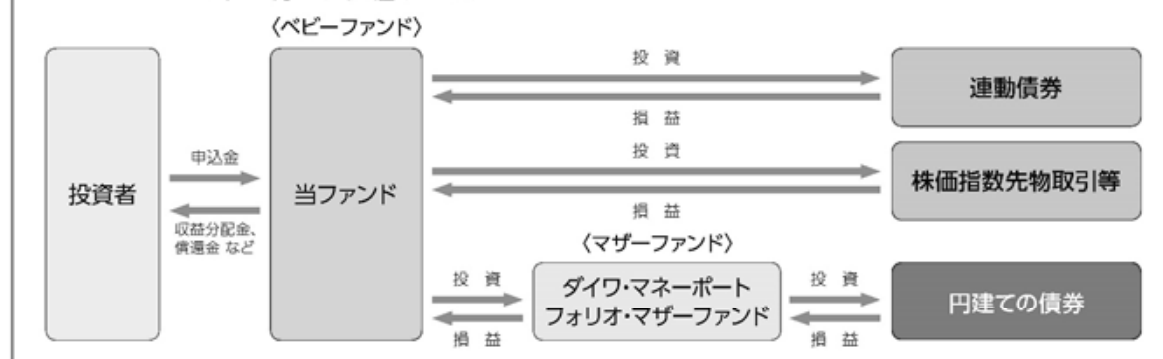 〈ベビーファンド〉
投資者
申込金
収益分配金、
償還金 など
当ファンド
投 資
損 益
連動債券
投 資
損 益
株価指数先物取引等
〈マザーファンド〉
投 資
損 益
ダイワ・マネーポート
フォリオ・マザーファンド
投 資
損 益
円建ての債券